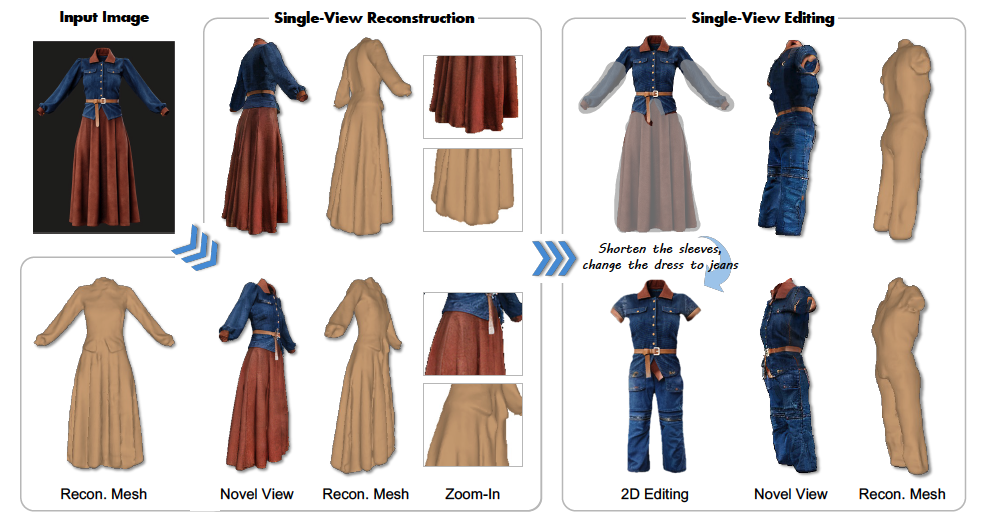 Input Image
Single-View Reconstruction
Single-View Editing
Shorten the sleeves,
change the dress to jeans
Recon. Mesh
Novel View
Recon. Mesh
Zoom-In
2D Editing
Novel View
Recon. Mesh